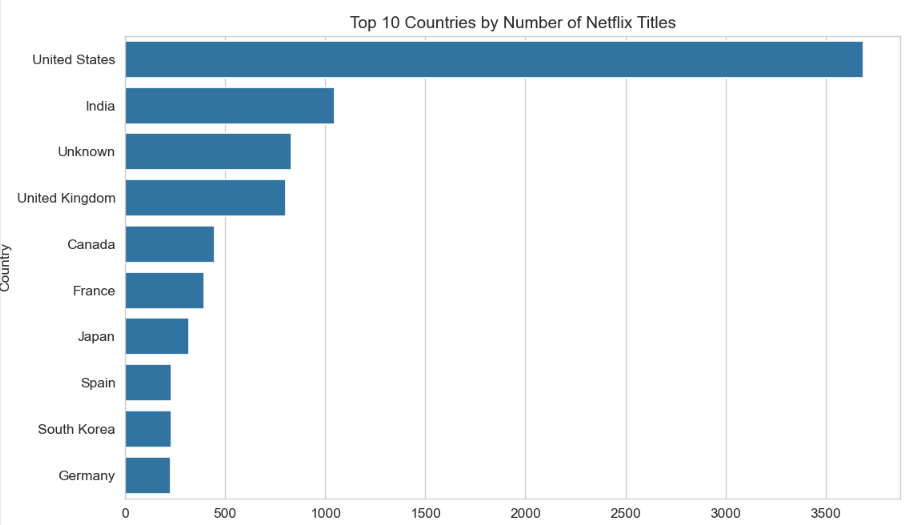 Top 10 Countries by Number of Netflix Titles
Country
United States
India
Unknown
United Kingdom
Canada
France
Japan
Spain
South Korea
Germany
0 500 1000 1500 2000 2500 3000 3500